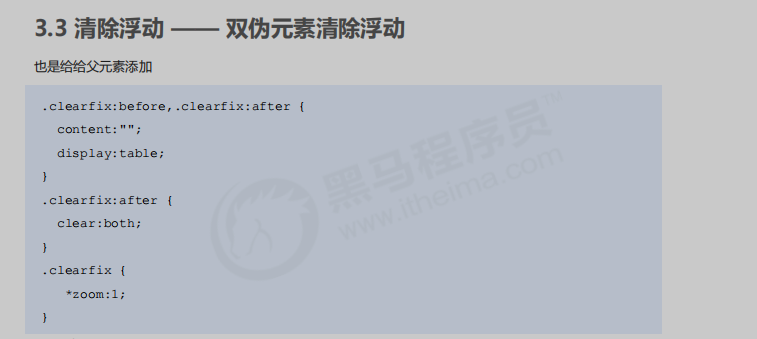 3.3 清除浮动 —— 双伪元素清除浮动
也是给给父元素添加
.clearfix:before,.clearfix:after {
content:"";
display:table;
}
.clearfix:after {
clear:both;
}
.clearfix {
*zoom:1;
}
黑马程序员™
www.itheima.com